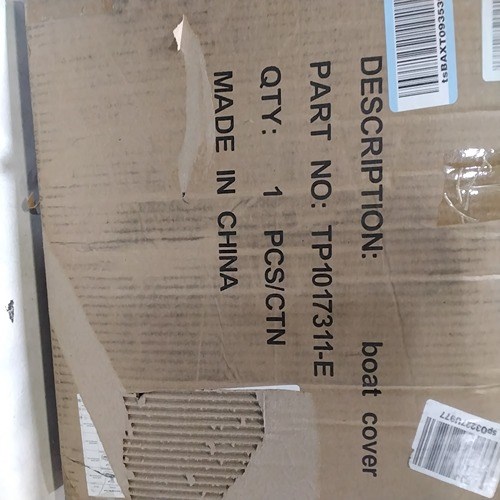 DESCRIPTION: boat cover
PART NO: TP1017311-E
QTY: 1 PCS/CTN
MADE IN CHINA